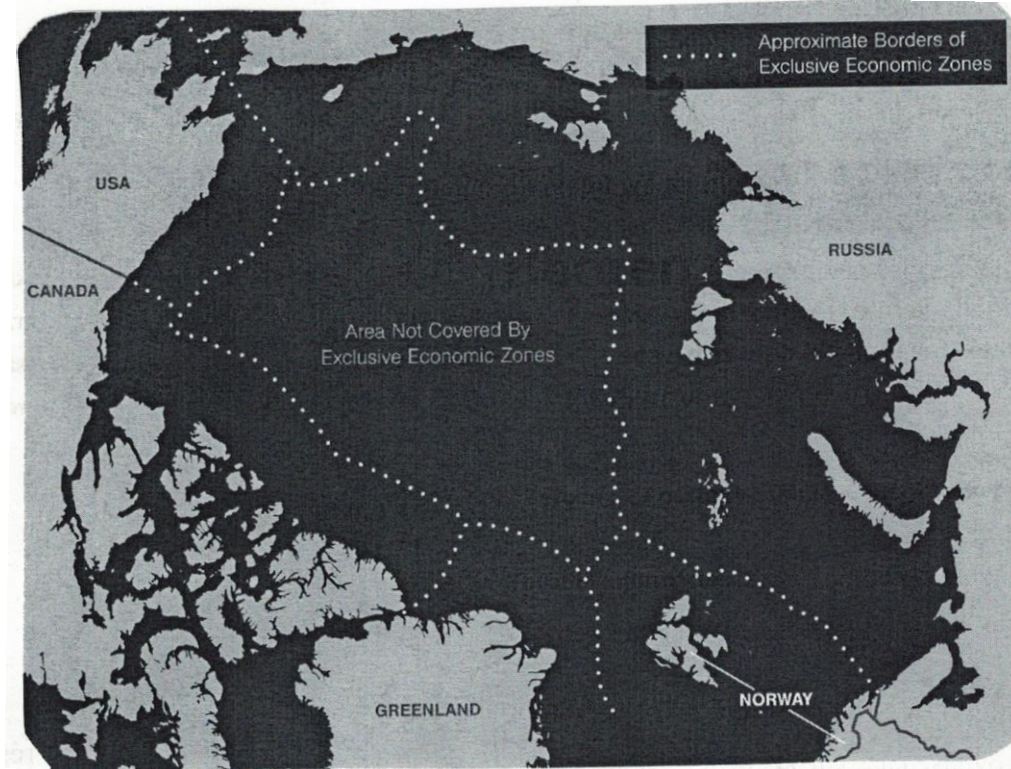 Approximate Borders of
Exclusive Economic Zones
USA
RUSSIA
CANADA
Area Not Covered By
Exclusive Economic Zones
GREENLAND
NORWAY